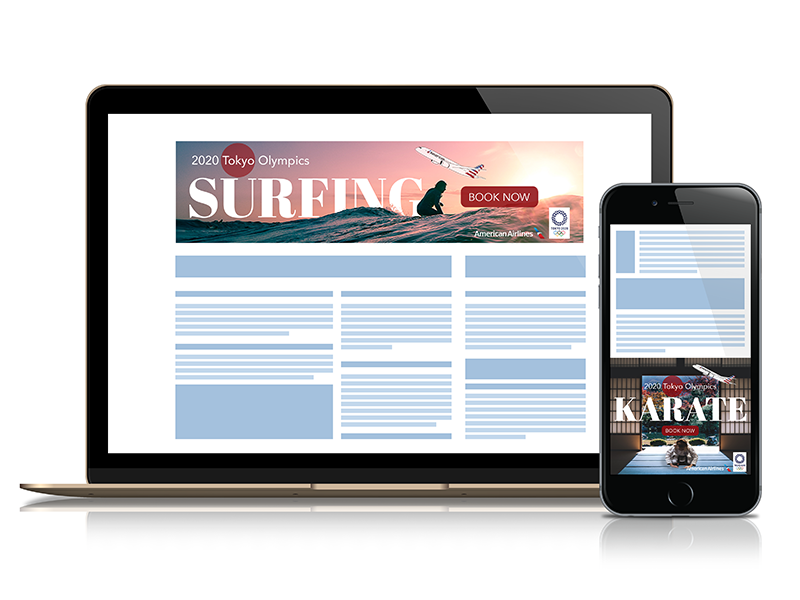 2020 Tokyo Olympics
SURFING
BOOK NOW
American Airlines
TOKYO 2020
2020 Tokyo Olympics
KARATE
BOOK NOW
American Airlines